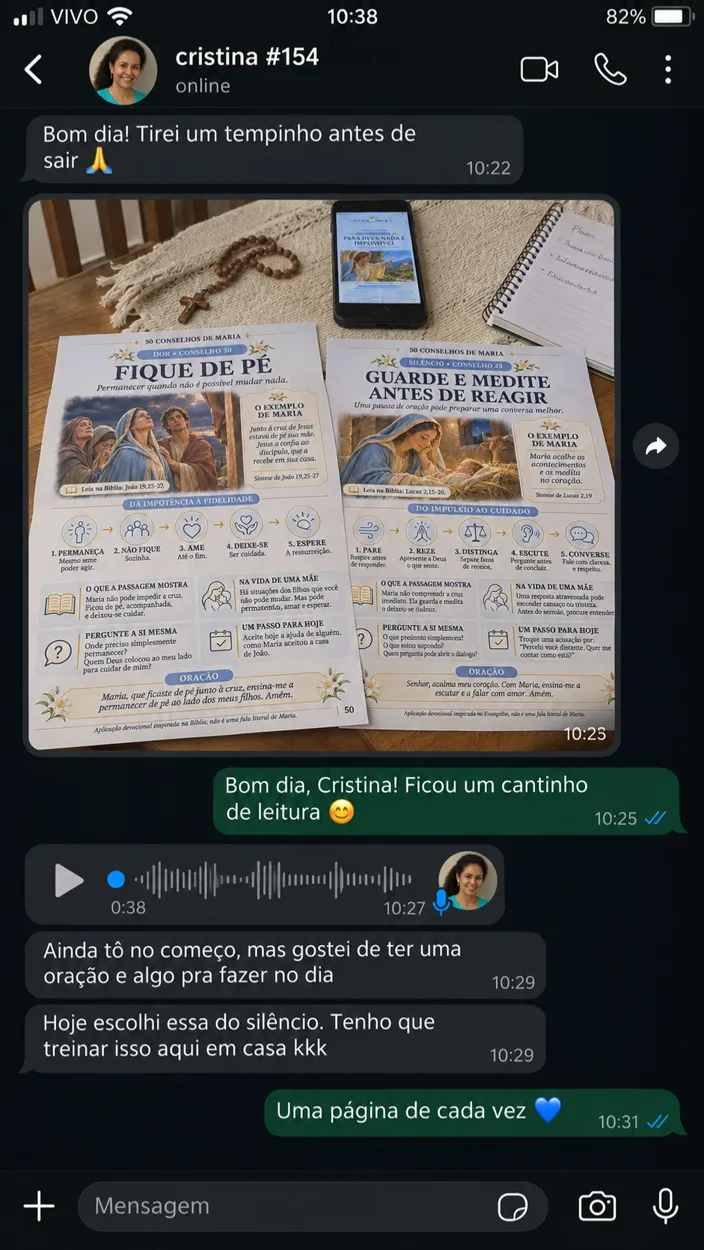 VIVO
10:38
82%
cristina #154
online
Bom dia! Tirei um tempinho antes de
sair 🙏
10:22
PARA DEUS NADA É
IMPOSSÍVEL
Plano
50 CONSELHOS DE MARIA
DOR • CONSELHO 50
FIQUE DE PÉ
Permanecer quando não é possível mudar nada.
O EXEMPLO
DE MARIA
Junto à cruz de Jesus
estava de pé sua mãe.
Jesus a confia ao
discípulo, que a
recebe em sua casa.
Síntese de João 19,25-27
Leia na Bíblia: João 19,25-27.
DA IMPOTÊNCIA À FIDELIDADE
1. PERMANEÇA
Mesmo sem
poder agir.
2. NÃO FIQUE
Sozinha.
3. AME
Até o fim.
4. DEIXE-SE
Ser cuidada.
5. ESPERE
A ressurreição.
O QUE A PASSAGEM MOSTRA
Maria não pode impedir a cruz.
Ficou de pé, acompanhada,
e deixou-se cuidar.
NA VIDA DE UMA MÃE
Há situações dos filhos que você
não pode mudar. Mas pode
permanecer, amar e esperar.
PERGUNTE A SI MESMA
Onde preciso simplesmente
permanecer?
Quem Deus colocou ao meu lado
para cuidar de mim?
UM PASSO PARA HOJE
Aceite hoje a ajuda de alguém,
como Maria aceitou a casa
de João.
ORAÇÃO
Maria, que ficaste de pé junto à cruz, ensina-me a
permanecer de pé ao lado dos meus filhos. Amém.
50
Aplicação devocional inspirada na Bíblia; não é uma fala literal de Maria.
50 CONSELHOS DE MARIA
SILÊNCIO • CONSELHO 23
GUARDE E MEDITE
ANTES DE REAGIR
Uma pausa de oração pode preparar uma conversa melhor.
O EXEMPLO
DE MARIA
Maria acolhe os
acontecimentos
e os medita
no coração.
Síntese de Lucas 2,19
Leia na Bíblia: Lucas 2,15-20.
DO IMPULSO AO CUIDADO
1. PARE
Respire antes
de responder.
2. REZE
Apresente a Deus
o que sente.
3. DISTINGA
Separe fatos
de receios.
4. ESCUTE
Pergunte antes
de concluir.
5. CONVERSE
Fale com clareza
e respeito.
O QUE A PASSAGEM MOSTRA
NA VIDA DE UMA MÃE
Uma resposta atravessada pode
esconder cansaço ou tristeza.
Antes do sermão, procure entender
PERGUNTE A SI MESMA
O que estou supondo?
Que pergunta pode abrir o diálogo?
UM PASSO PARA HOJE
Troque uma acusação por:
"Percebi você distante. Quer me
contar como está?"
ORAÇÃO
Senhor, acalma meu coração. Com Maria, ensina-me a
escutar e a falar com amor. Amém.
Aplicação devocional inspirada no Evangelho, não é uma fala literal de Maria.
10:23
Bom dia, Cristina! Ficou um cantinho
de leitura 😊
10:25
0:38
10:27
Ainda tô no começo, mas gostei de ter uma
oração e algo pra fazer no dia
10:29
Hoje escolhi essa do silêncio. Tenho que
treinar isso aqui em casa kkk
10:29
Uma página de cada vez 💙
10:31
Mensagem